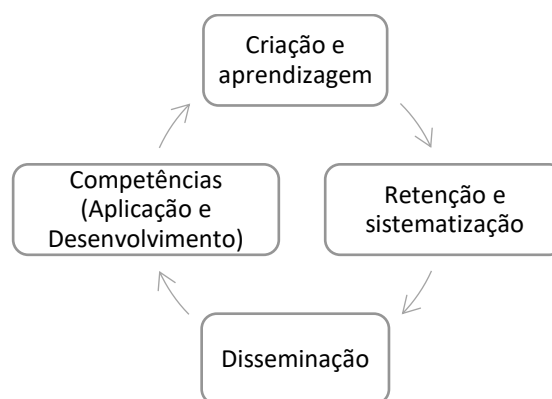 Criação e
aprendizagem
Competências
(Aplicação e
Desenvolvimento)
Retenção e
sistematização
Disseminação